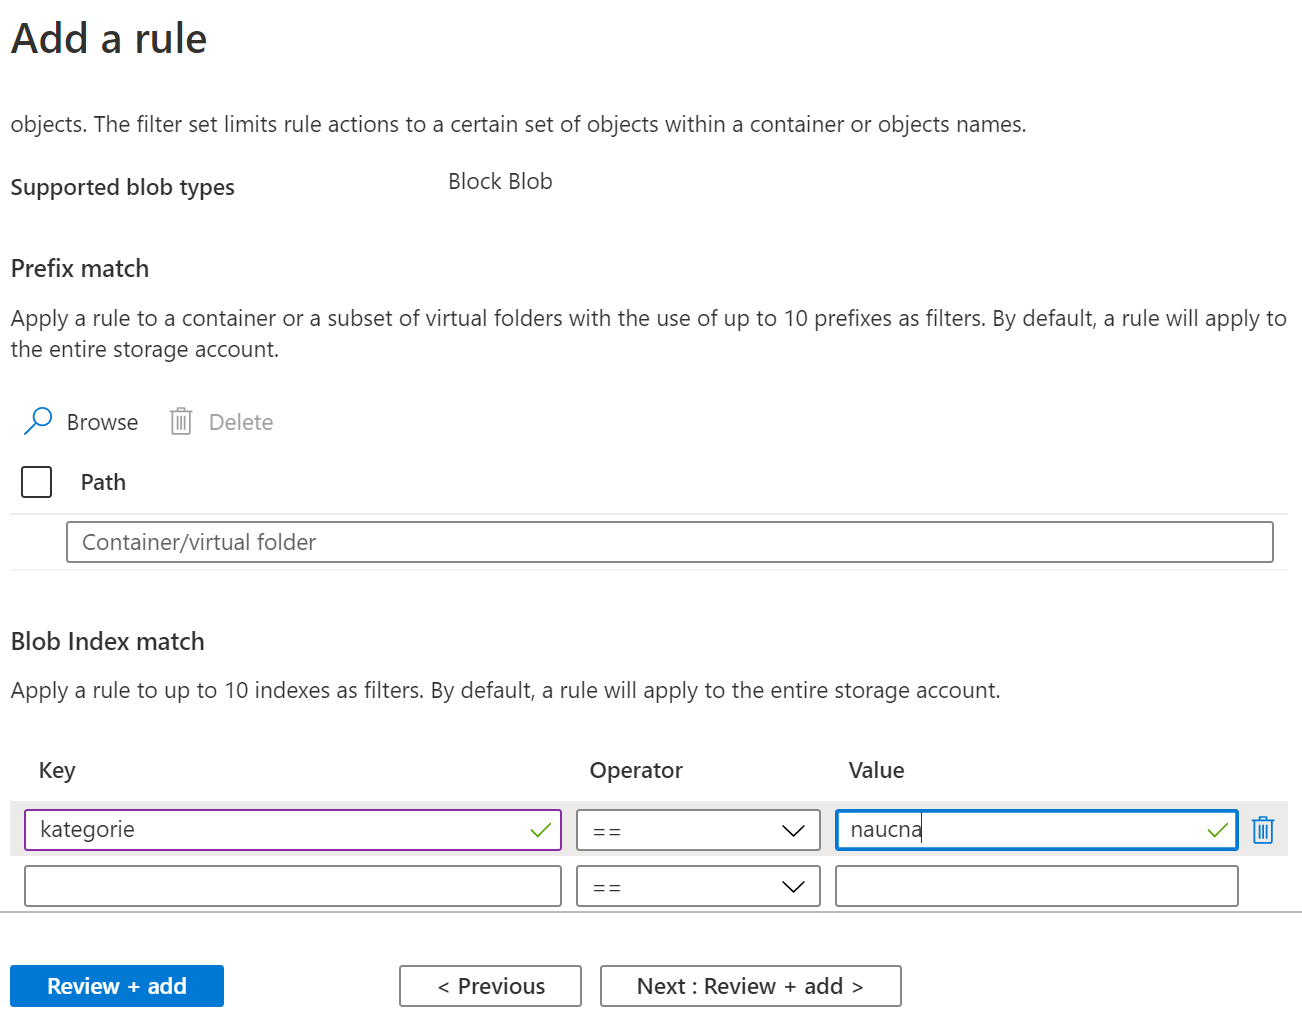 Add a rule
objects. The filter set limits rule actions to a certain set of objects within a container or objects names.
Supported blob types
Block Blob
Prefix match
Apply a rule to a container or a subset of virtual folders with the use of up to 10 prefixes as filters. By default, a rule will apply to
the entire storage account.
Browse Delete
Path
Container/virtual folder
Blob Index match
Apply a rule to up to 10 indexes as filters. By default, a rule will apply to the entire storage account.
Key Operator Value
kategorie == naucna
==
Review + add < Previous Next : Review + add >